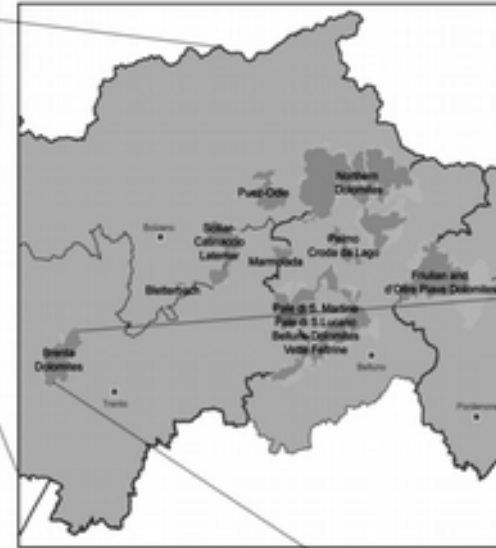 Northern
Dolomites
Puez-Odle
Bolzano
Sciliar-
Catinaccio
Latemar
Pelmo
Croda da Lago
Marmolada
Bletterbach
Friulian and
d'Oltre Piave Dolomites
Pale di S. Martino
Pale di S.Lucano
Belluno Dolomites
Vette Feltrine
Brenta
Dolomites
Belluno
Trento
Pordenone